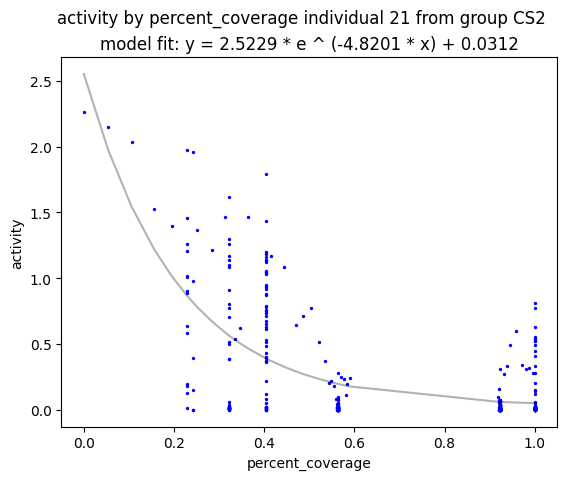 activity by percent_coverage individual 21 from group CS2
model fit: y = 2.5229 * e ^ (-4.8201 * x) + 0.0312
2.5
2.0
1.5
1.0
0.5
0.0
activity
0.0 0.2 0.4 0.6 0.8 1.0
percent_coverage